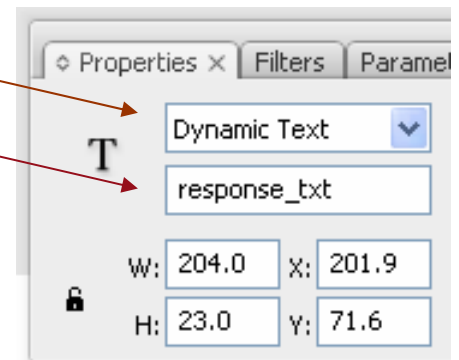 Properties × Filters Paramet
T Dynamic Text
response_txt
W: 204.0 X: 201.9
H: 23.0 Y: 71.6